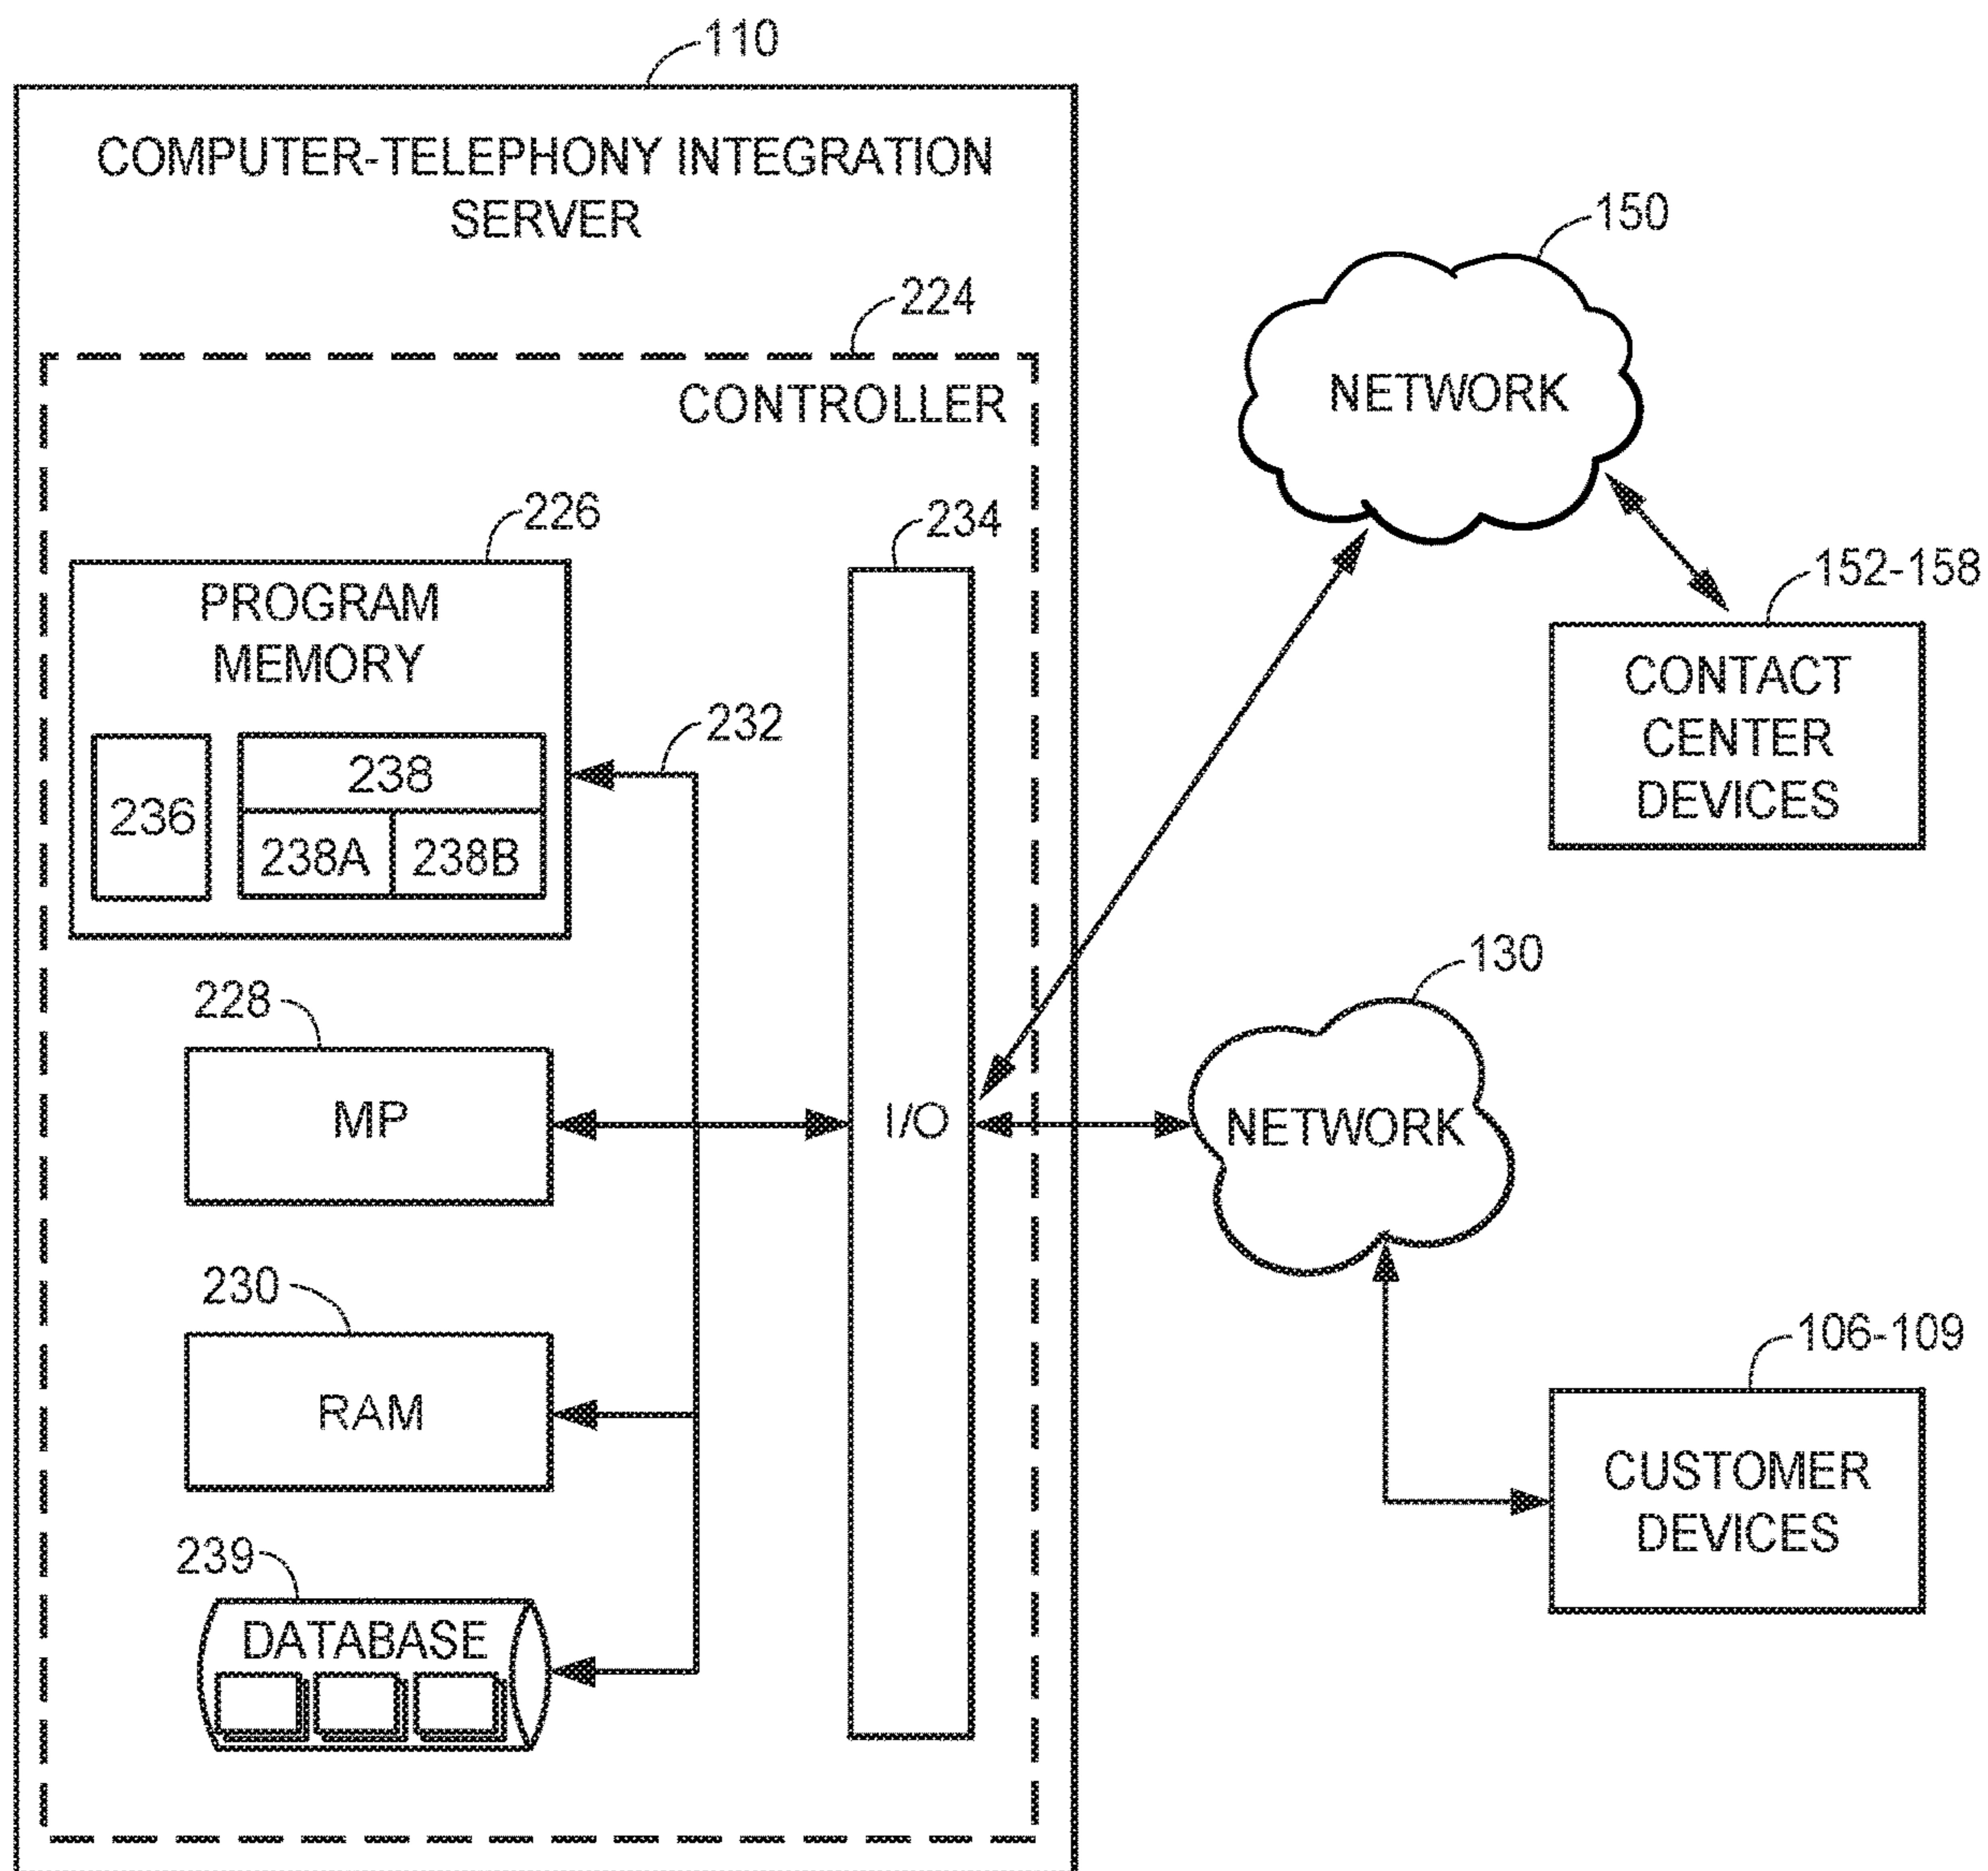 110
COMPUTER-TELEPHONY INTEGRATION
SERVER
224
CONTROLLER
226
PROGRAM
MEMORY
236
238
238A
238B
232
234
I/O
228
MP
230
RAM
239
DATABASE
150
NETWORK
152-158
CONTACT
CENTER
DEVICES
130
NETWORK
106-109
CUSTOMER
DEVICES